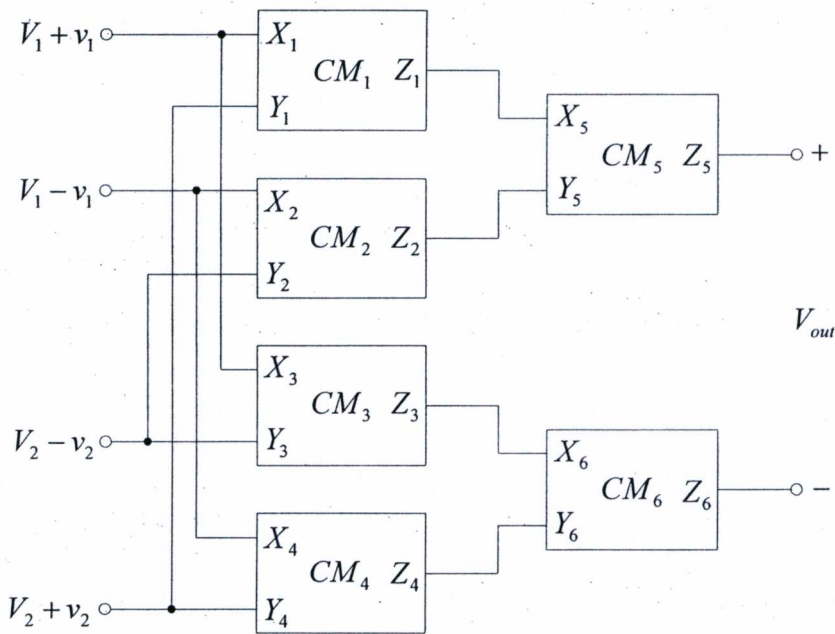 V₁ + v₁
X₁
CM₁ Z₁
Y₁
X₅
CM₅ Z₅
Y₅
+
V₁ − v₁
X₂
CM₂ Z₂
Y₂
V_out
X₃
CM₃ Z₃
V₂ − v₂
Y₃
X₆
CM₆ Z₆
Y₆
−
X₄
CM₄ Z₄
V₂ + v₂
Y₄